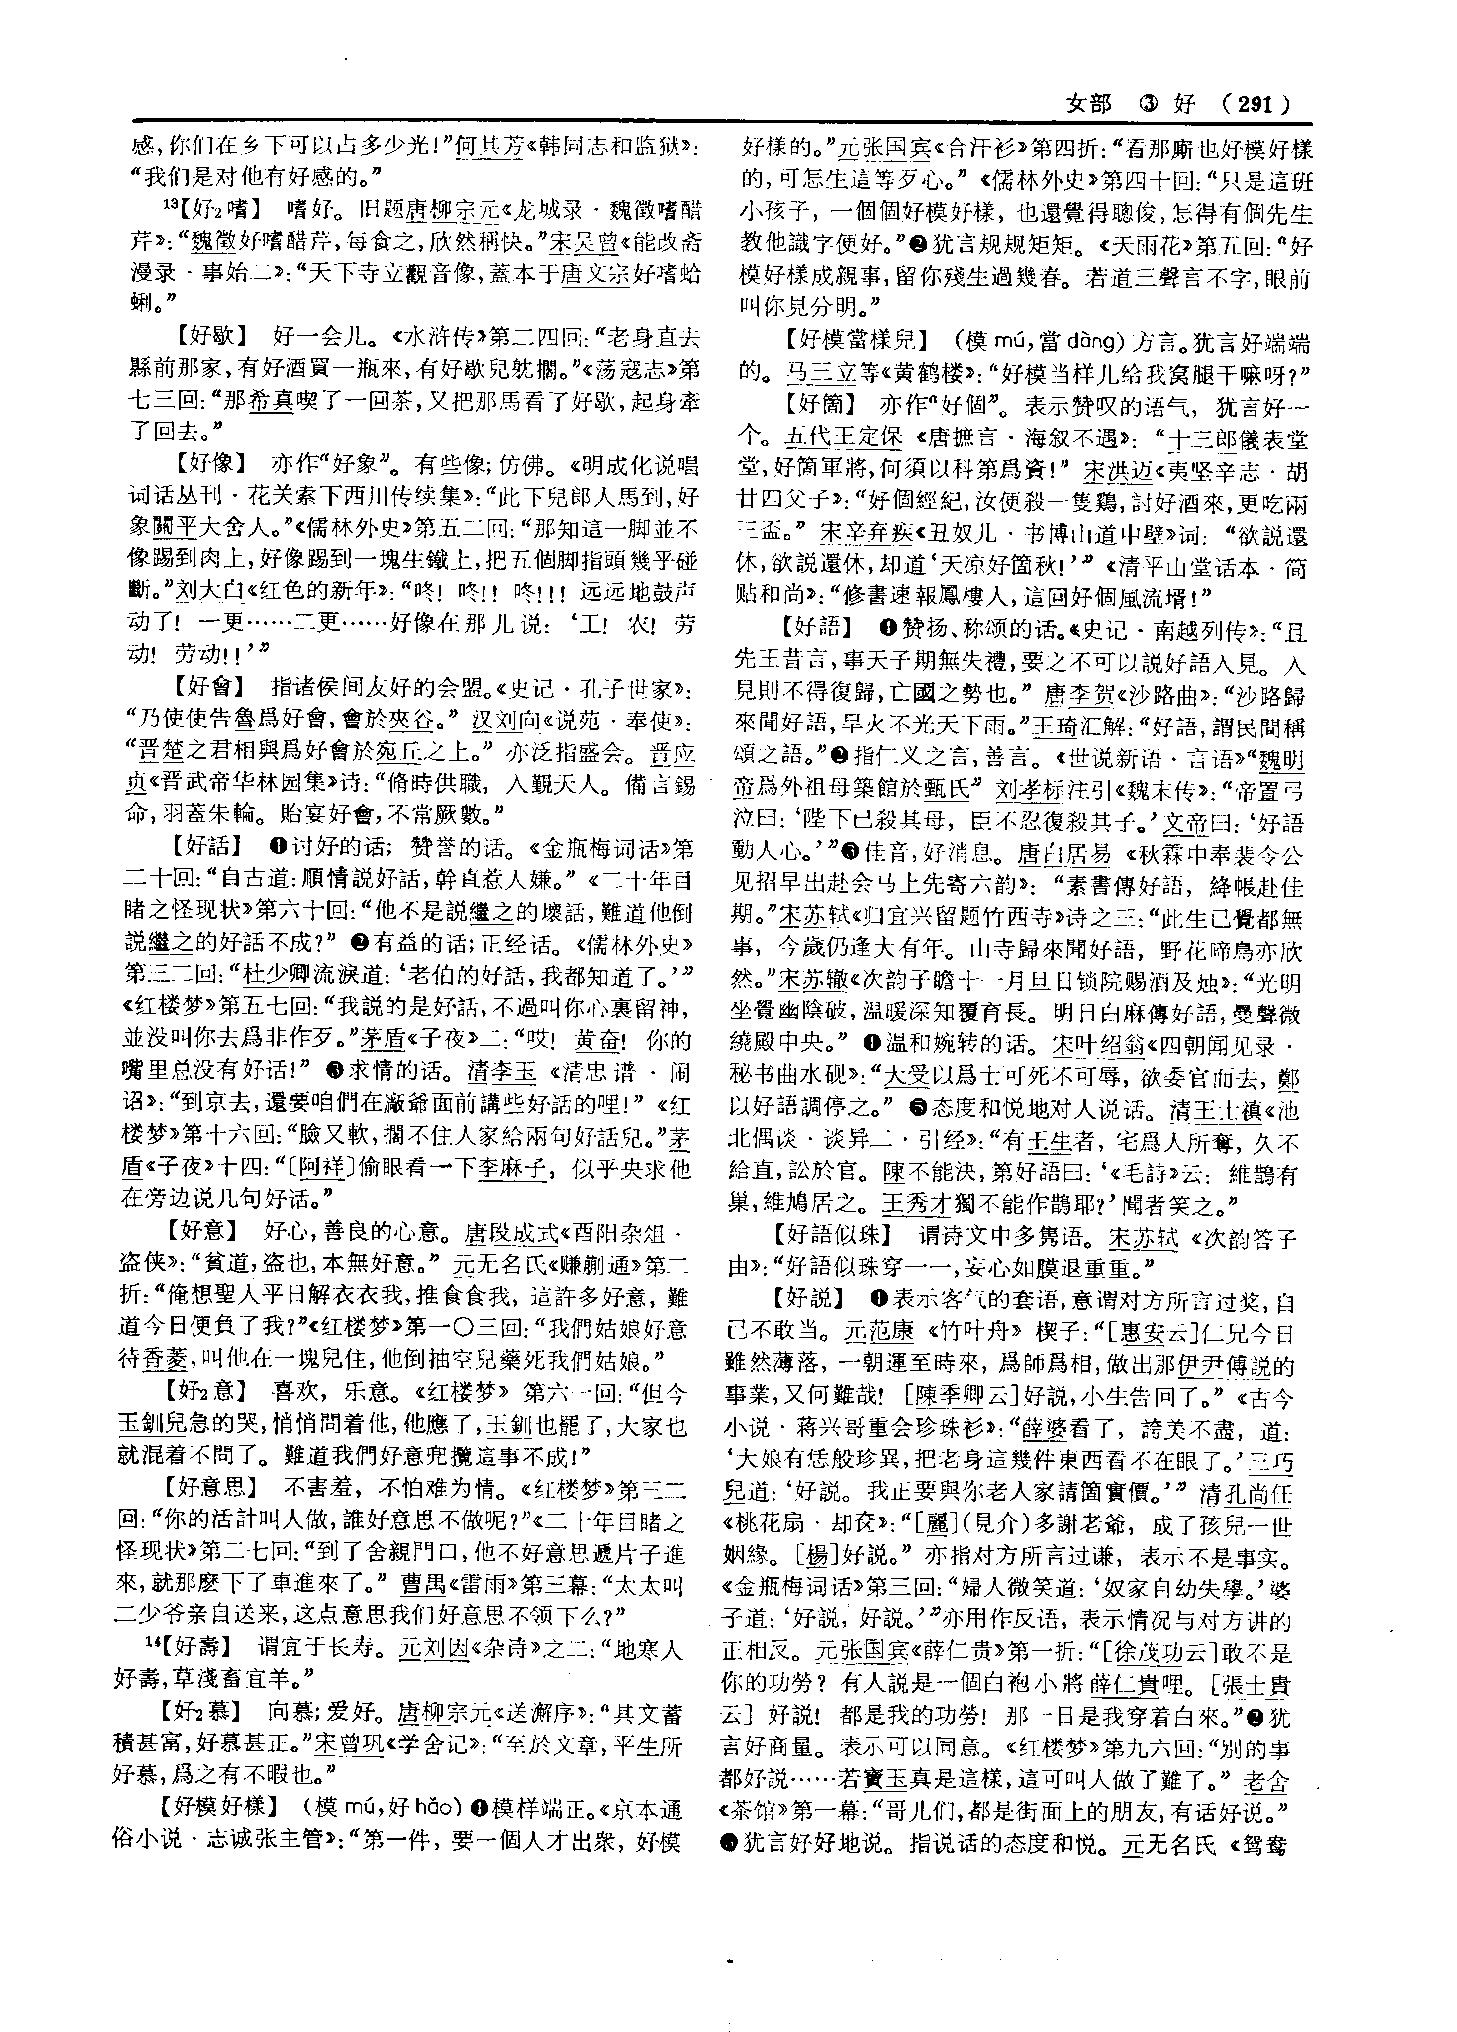 女部 ③ 好 （291）
感，你们在乡下可以占多少光！”何其芳《韩同志和监狱》：
“我们是对他有好感的。”
13【好2嗜】 嗜好。旧题唐柳宗元《龙城录·魏徵嗜醋
芹》：“魏徵好嗜醋芹，每食之，欣然稱快。”宋吴曾《能改斋
漫录·事始二》：“天下寺立觀音像，蓋本于唐文宗好嗜蛤
蜊。”
【好歇】 好一会儿。《水浒传》第二四回：“老身直去
縣前那家，有好酒買一瓶來，有好歇兒躭擱。”《荡寇志》第
七三回：“那希真喫了一回茶，又把那馬看了好歇，起身牽
了回去。”
【好像】 亦作“好象”。有些像；仿佛。《明成化说唱
词话丛刊·花关索下西川传续集》：“此下兒郎人馬到，好
象關平大舍人。”《儒林外史》第五二回：“那知這一脚並不
像踢到肉上，好像踢到一塊生鐵上，把五個脚指頭幾乎碰
斷。”刘大白《红色的新年》：“咚！咚！！咚！！！远远地鼓声
动了！一更……二更……好像在那儿说：‘工！农！劳
动！劳动！！’”
【好會】 指诸侯间友好的会盟。《史记·孔子世家》：
“乃使使告魯爲好會，會於夾谷。”汉刘向《说苑·奉使》：
“晋楚之君相與爲好會於宛丘之上。”亦泛指盛会。晋应
贞《晋武帝华林园集》诗：“脩時供職，入覲天人。備言錫
命，羽蓋朱輪。貽宴好會，不常厥數。”
【好話】 ❶讨好的话；赞誉的话。《金瓶梅词话》第
二十回：“自古道：順情説好話，幹直惹人嫌。”《二十年目
睹之怪现状》第六十回：“他不是説繼之的壞話，難道他倒
説繼之的好話不成？”❷有益的话；正经话。《儒林外史》
第三二回：“杜少卿流淚道：‘老伯的好話，我都知道了。’”
《红楼梦》第五七回：“我説的是好話，不過叫你心裏留神，
並没叫你去爲非作歹。”茅盾《子夜》二：“哎！黄奋！你的
嘴里总没有好话！”❸求情的话。清李玉《清忠谱·闹
诏》：“到京去，還要咱們在廠爺面前講些好話的哩！”《红
楼梦》第十六回：“臉又軟，擱不住人家給兩句好話兒。”茅
盾《子夜》十四：“〔阿祥〕偷眼看一下李麻子，似乎央求他
在旁边说几句好话。”
【好意】 好心，善良的心意。唐段成式《酉阳杂俎·
盗侠》：“貧道，盗也，本無好意。”元无名氏《赚蒯通》第二
折：“俺想聖人平日解衣衣我，推食食我，這許多好意，難
道今日便負了我？”《红楼梦》第一〇三回：“我們姑娘好意
待香菱，叫他在一塊兒住，他倒抽空兒藥死我們姑娘。”
【好2意】 喜欢，乐意。《红楼梦》第六一回：“但今
玉釧兒急的哭，悄悄問着他，他應了，玉釧也罷了，大家也
就混着不問了。難道我們好意兜攬這事不成！”
【好意思】 不害羞，不怕难为情。《红楼梦》第三二
回：“你的活計叫人做，誰好意思不做呢？”《二十年目睹之
怪现状》第二七回：“到了舍親門口，他不好意思遞片子進
來，就那麽下了車進來了。”曹禺《雷雨》第三幕：“太太叫
二少爷亲自送来，这点意思我们好意思不领下么？”
14【好壽】 谓宜于长寿。元刘因《杂诗》之二：“地寒人
好壽，草淺畜宜羊。”
【好2慕】 向慕；爱好。唐柳宗元《送澥序》：“其文蓄
積甚富，好慕甚正。”宋曾巩《学舍记》：“至於文章，平生所
好慕，爲之有不暇也。”
【好模好樣】 （模mú，好hǎo）❶模样端正。《京本通
俗小说·志诚张主管》：“第一件，要一個人才出衆，好模
好樣的。”元张国宾《合汗衫》第四折：“看那廝也好模好樣
的，可怎生這等歹心。”《儒林外史》第四十回：“只是這班
小孩子，一個個好模好樣，也還覺得聰俊，怎得有個先生
教他識字便好。”❷犹言规规矩矩。《天雨花》第五回：“好
模好樣成親事，留你殘生過幾春。若道三聲言不字，眼前
叫你見分明。”
【好模當樣兒】 （模mú，當dàng）方言。犹言好端端
的。马三立等《黄鹤楼》：“好模当样儿给我窝腿干嘛呀？”
【好箇】 亦作“好個”。表示赞叹的语气，犹言好一
个。五代王定保《唐摭言·海叙不遇》：“十三郎儀表堂
堂，好箇軍將，何須以科第爲資！”宋洪迈《夷坚辛志·胡
廿四父子》：“好個經紀，汝便殺一隻鷄，討好酒來，更吃兩
三盃。”宋辛弃疾《丑奴儿·书博山道中壁》词：“欲説還
休，欲説還休，却道‘天凉好箇秋！’”《清平山堂话本·简
贴和尚》：“修書速報鳳樓人，這回好個風流壻！”
【好語】 ❶赞扬、称颂的话。《史记·南越列传》：“且
先王昔言，事天子期無失禮，要之不可以説好語入見。入
見則不得復歸，亡國之勢也。”唐李贺《沙路曲》：“沙路歸
來聞好語，旱火不光天下雨。”王琦汇解：“好語，謂民間稱
頌之語。”❷指仁义之言，善言。《世说新语·言语》“魏明
帝爲外祖母築館於甄氏”刘孝标注引《魏末传》：“帝置弓
泣曰：‘陛下已殺其母，臣不忍復殺其子。’文帝曰：‘好語
動人心。’”❸佳音，好消息。唐白居易《秋霖中奉裴令公
见招早出赴会马上先寄六韵》：“素書傳好語，絳帳赴佳
期。”宋苏轼《归宜兴留题竹西寺》诗之三：“此生已覺都無
事，今歲仍逢大有年。山寺歸來聞好語，野花啼鳥亦欣
然。”宋苏辙《次韵子瞻十一月旦日锁院赐酒及烛》：“光明
坐覺幽陰破，温暖深知覆育長。明日白麻傳好語，曼聲微
繞殿中央。”❹温和婉转的话。宋叶绍翁《四朝闻见录·
秘书曲水砚》：“大受以爲士可死不可辱，欲委官而去，鄭
以好語調停之。”❺态度和悦地对人说话。清王士禛《池
北偶谈·谈异二·引经》：“有王生者，宅爲人所奪，久不
給直，訟於官。陳不能決，第好語曰：‘《毛詩》云：維鵲有
巢，維鳩居之。王秀才獨不能作鵲耶？’聞者笑之。”
【好語似珠】 谓诗文中多隽语。宋苏轼《次韵答子
由》：“好語似珠穿一一，妄心如膜退重重。”
【好説】 ❶表示客气的套语，意谓对方所言过奖，自
己不敢当。元范康《竹叶舟》楔子：“［惠安云］仁兄今日
雖然薄落，一朝運至時來，爲師爲相，做出那伊尹傅説的
事業，又何難哉！［陳季卿云］好説，小生告回了。”《古今
小说·蒋兴哥重会珍珠衫》：“薛婆看了，誇美不盡，道：
‘大娘有恁般珍異，把老身這幾件東西看不在眼了。’三巧
兒道：‘好説。我正要與你老人家請箇實價。’”清孔尚任
《桃花扇·却奁》：“［麗］（見介）多謝老爺，成了孩兒一世
姻緣。［楊］好説。”亦指对方所言过谦，表示不是事实。
《金瓶梅词话》第三回：“婦人微笑道：‘奴家自幼失學。’婆
子道：‘好説，好説。’”亦用作反语，表示情况与对方讲的
正相反。元张国宾《薛仁贵》第一折：“［徐茂功云］敢不是
你的功勞？有人説是一個白袍小將薛仁貴哩。［張士貴
云］好説！都是我的功勞！那一日是我穿着白來。”❷犹
言好商量。表示可以同意。《红楼梦》第九六回：“别的事
都好説……若寶玉真是這樣，這可叫人做了難了。”老舍
《茶馆》第一幕：“哥儿们，都是街面上的朋友，有话好说。”
❸犹言好好地说。指说话的态度和悦。元无名氏《鸳鸯